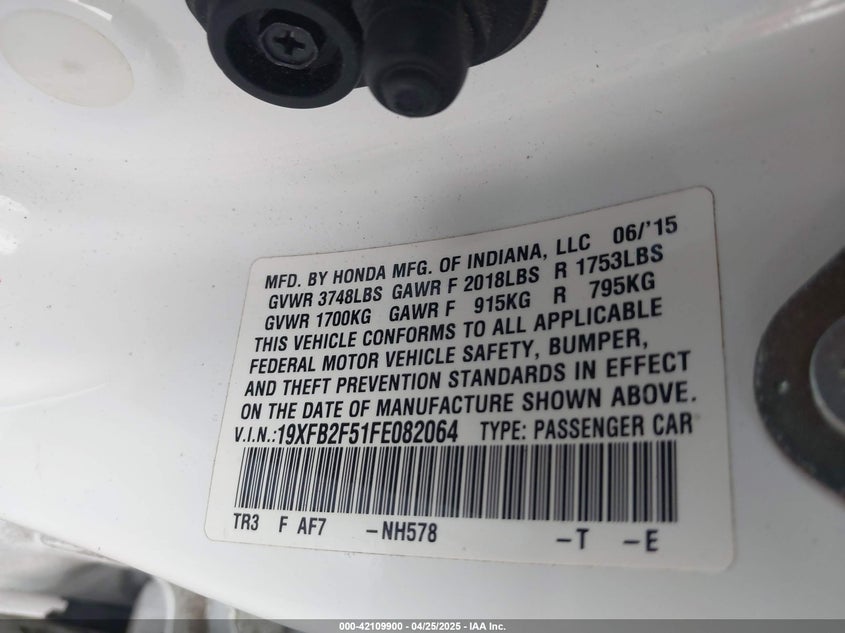 MFD. BY HONDA MFG. OF INDIANA, LLC 06/'15
GVWR 3748LBS GAWR F 2018LBS R 1753LBS
GVWR 1700KG GAWR F 915KG R 795KG
THIS VEHICLE CONFORMS TO ALL APPLICABLE
FEDERAL MOTOR VEHICLE SAFETY, BUMPER,
AND THEFT PREVENTION STANDARDS IN EFFECT
ON THE DATE OF MANUFACTURE SHOWN ABOVE.
V.I.N.:19XFB2F51FE082064 TYPE: PASSENGER CAR
TR3 F AF7 -NH578 -T -E
000-42109900 - 04/25/2025 - IAA Inc.